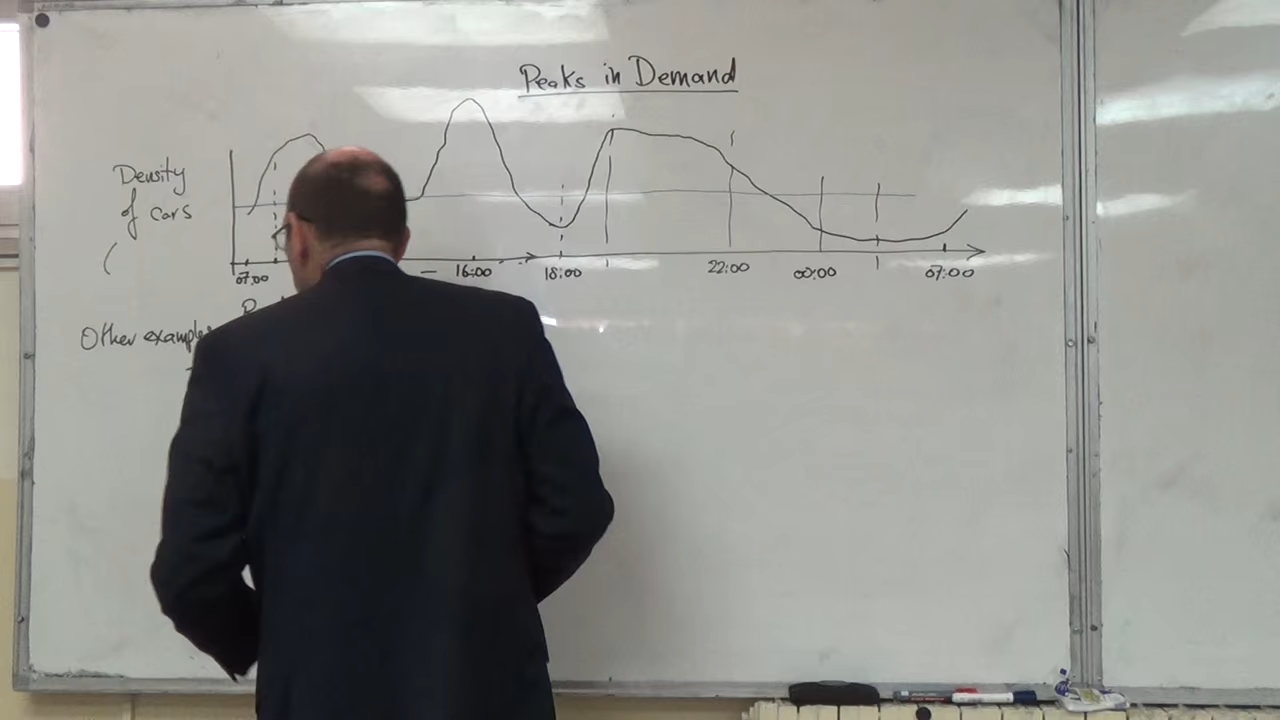 Peaks in Demand
Density
of cars
07:00
16:00
18:00
22:00
00:00
07:00
Other examples